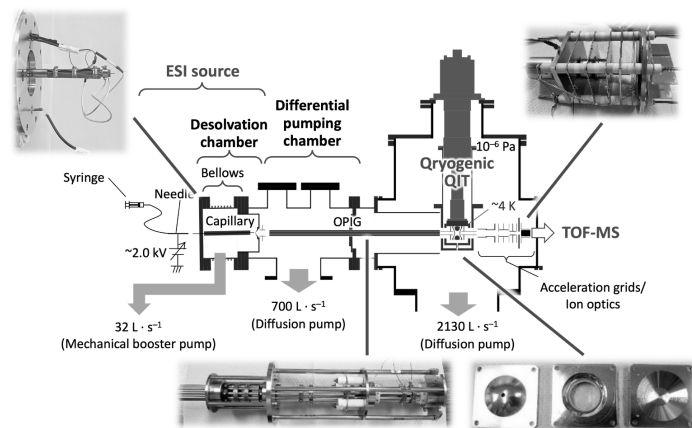 ESI source
Differential
pumping
chamber
Desolvation
chamber
Bellows
10⁻⁶ Pa
Qryogenic
QIT
Syringe
Needle
Capillary
OPIG
~4 K
TOF-MS
~2.0 kV
Acceleration grids/
Ion optics
700 L · s⁻¹
(Diffusion pump)
32 L · s⁻¹
(Mechanical booster pump)
2130 L · s⁻¹
(Diffusion pump)